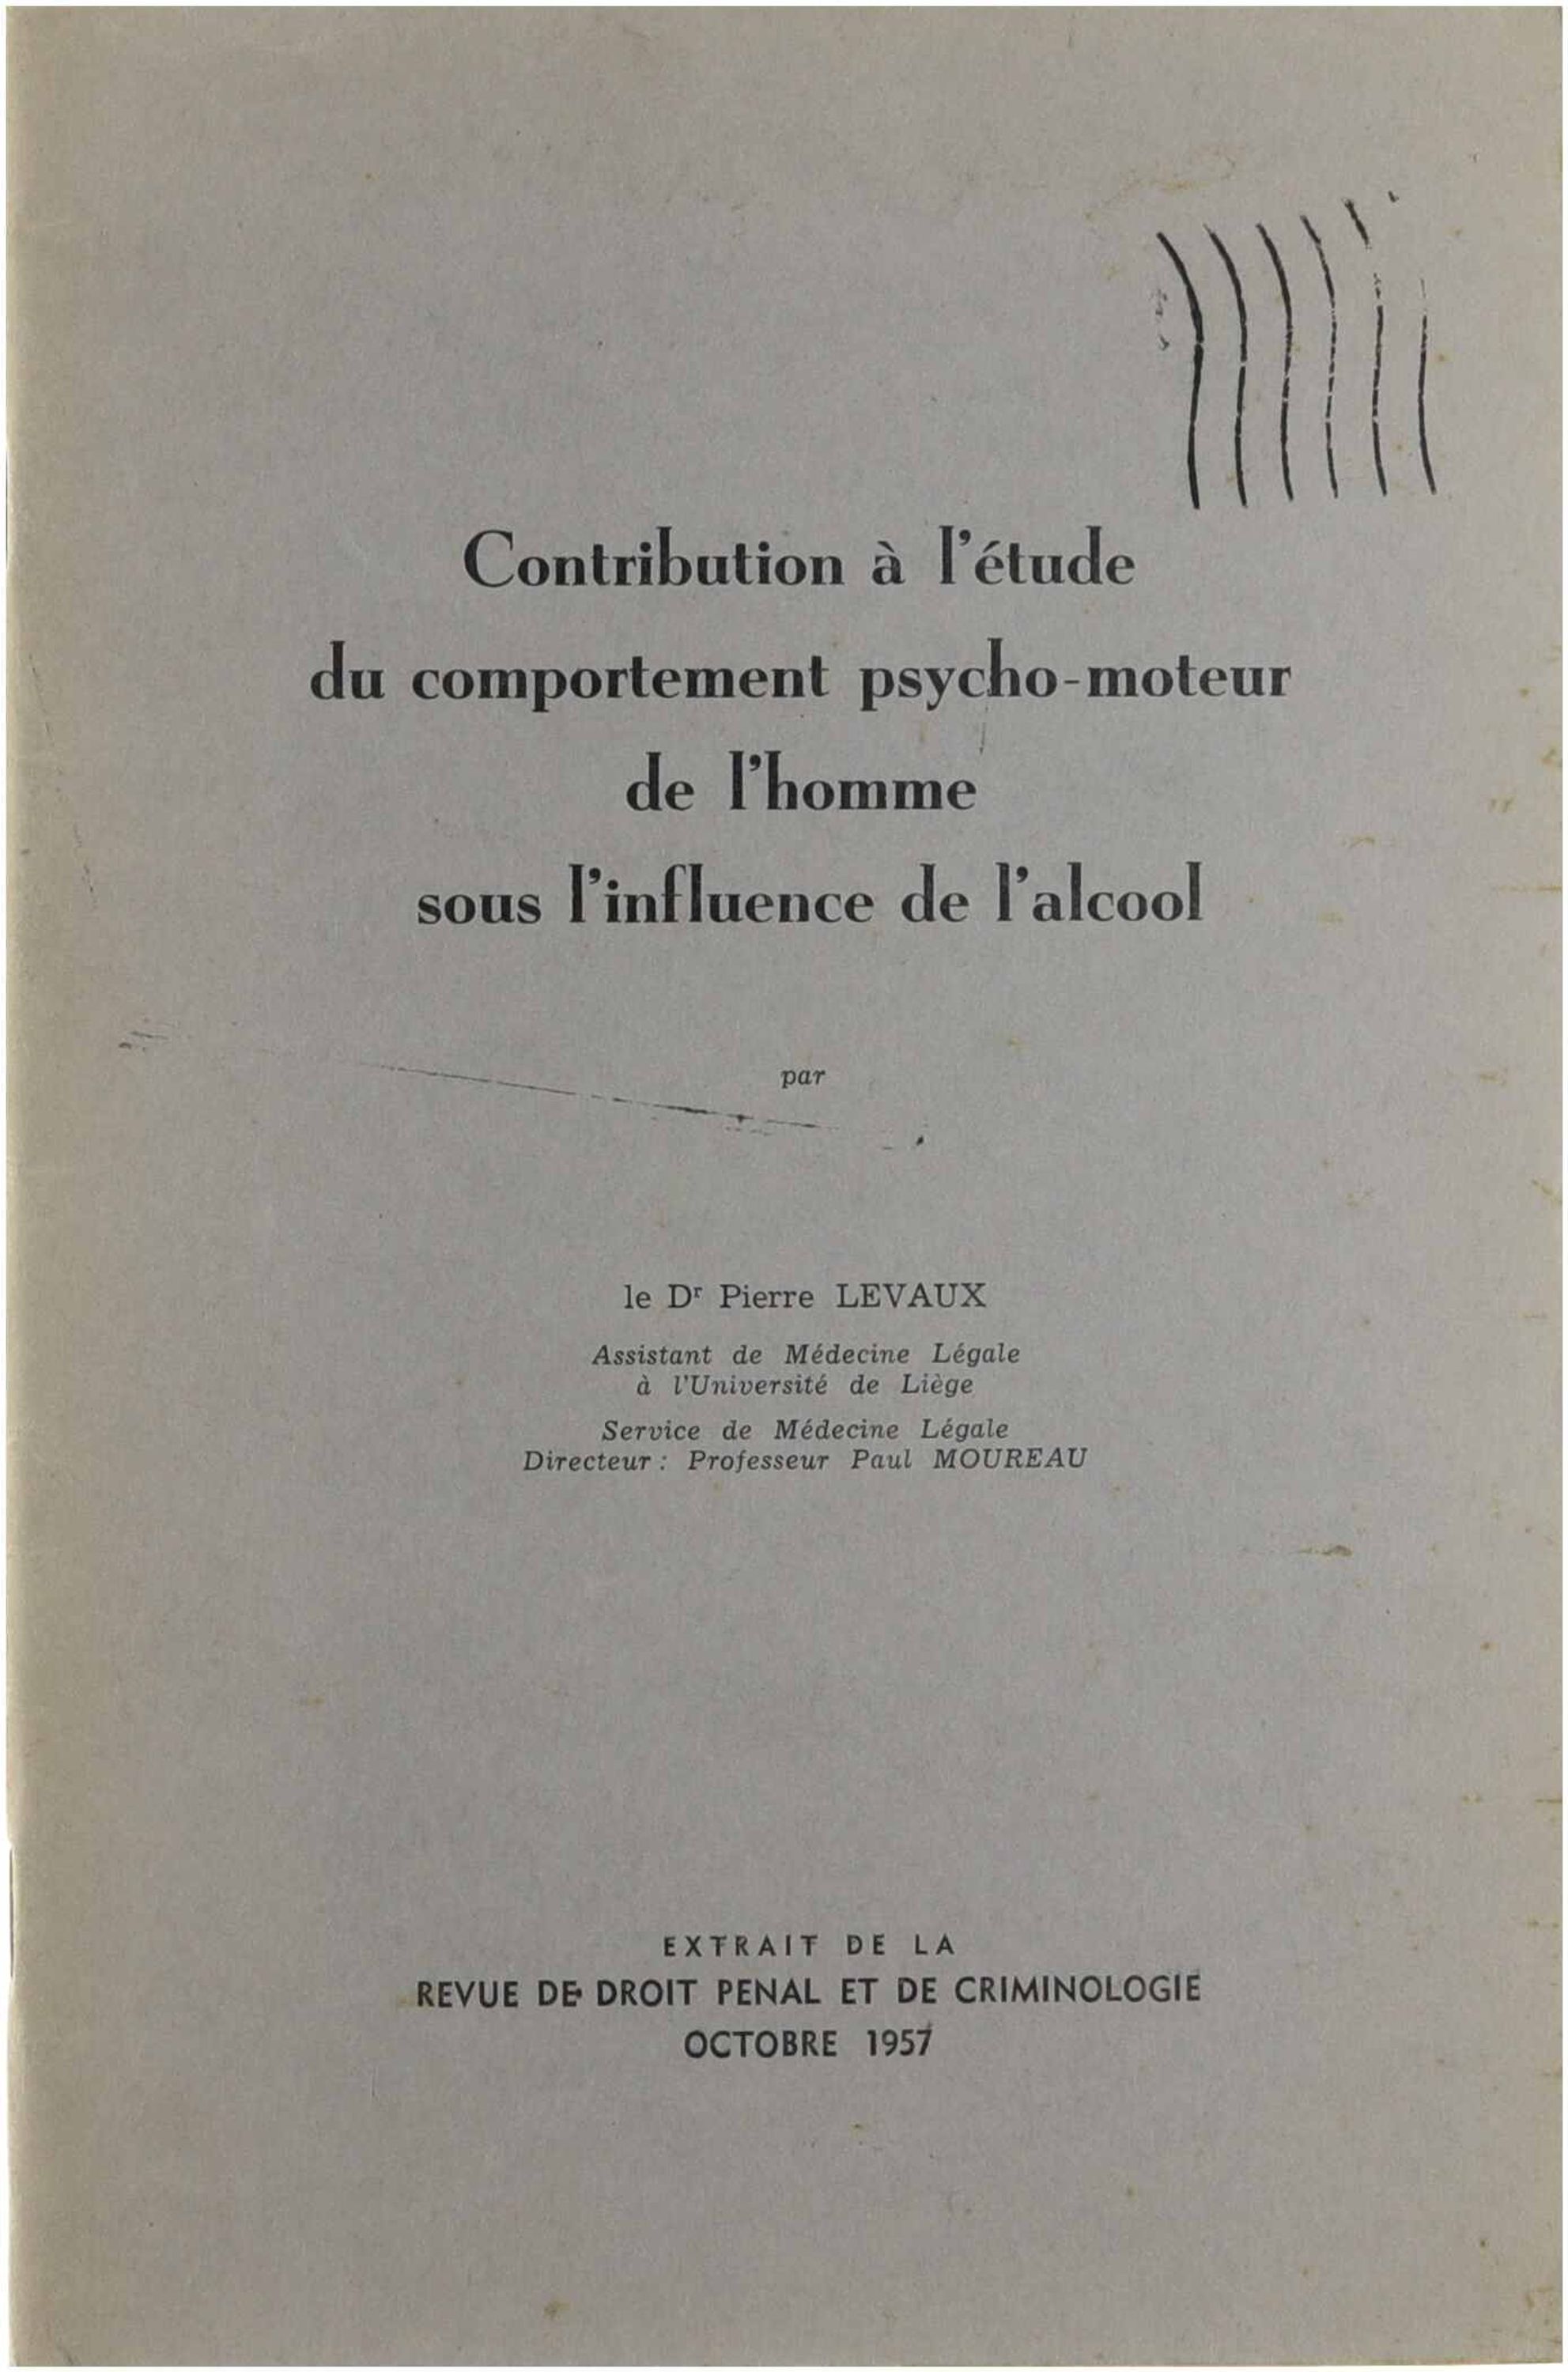 Contribution à l'étude
du comportement psycho-moteur
de l'homme
sous l'influence de l'alcool
par
le Dʳ Pierre LEVAUX
Assistant de Médecine Légale
à l'Université de Liège
Service de Médecine Légale
Directeur : Professeur Paul MOUREAU
EXTRAIT DE LA
REVUE DE DROIT PENAL ET DE CRIMINOLOGIE
OCTOBRE 1957